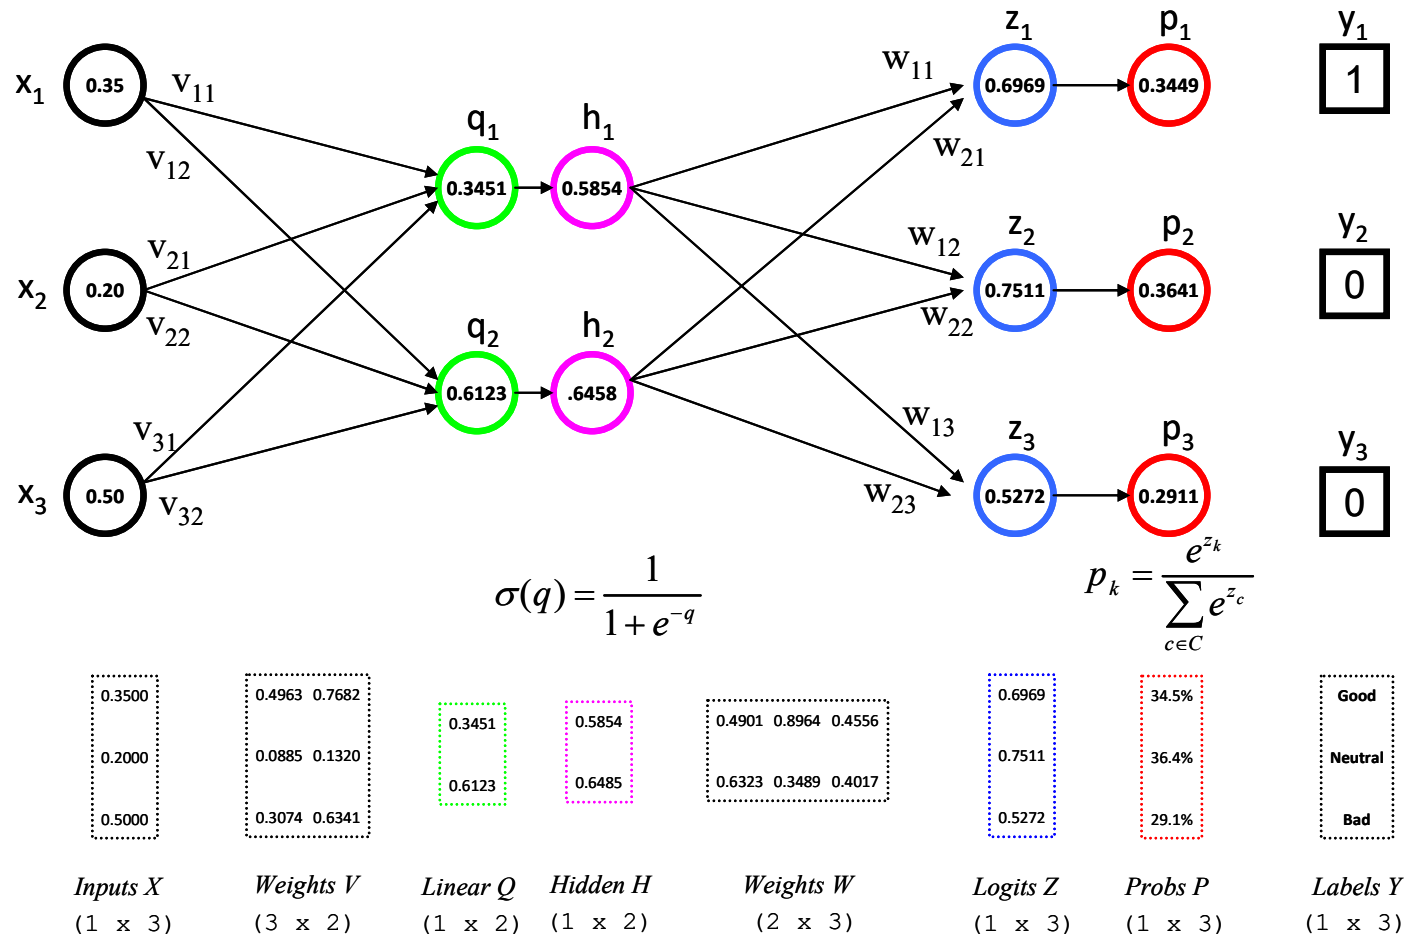 z₁ p₁ y₁
x₁ 0.35 v₁₁ w₁₁ 0.6969 0.3449 1
q₁ h₁
v₁₂ w₂₁
0.3451 0.5854
z₂ p₂ y₂
v₂₁ w₁₂
x₂ 0.20 0.7511 0.3641 0
v₂₂ w₂₂
q₂ h₂
0.6123 .6458
w₁₃
v₃₁ z₃ p₃ y₃
x₃ 0.50 v₃₂ w₂₃ 0.5272 0.2911 0
σ(q) = 1 / (1 + e^{-q})
p_k = e^{z_k} / ∑_{c∈C} e^{z_c}
0.3500 0.4963 0.7682 0.6969 34.5% Good
0.3451 0.5854 0.4901 0.8964 0.4556
0.2000 0.0885 0.1320 0.7511 36.4% Neutral
0.6123 0.6485 0.6323 0.3489 0.4017
0.5000 0.3074 0.6341 0.5272 29.1% Bad
Inputs X Weights V Linear Q Hidden H Weights W Logits Z Probs P Labels Y
(1 x 3) (3 x 2) (1 x 2) (1 x 2) (2 x 3) (1 x 3) (1 x 3) (1 x 3)